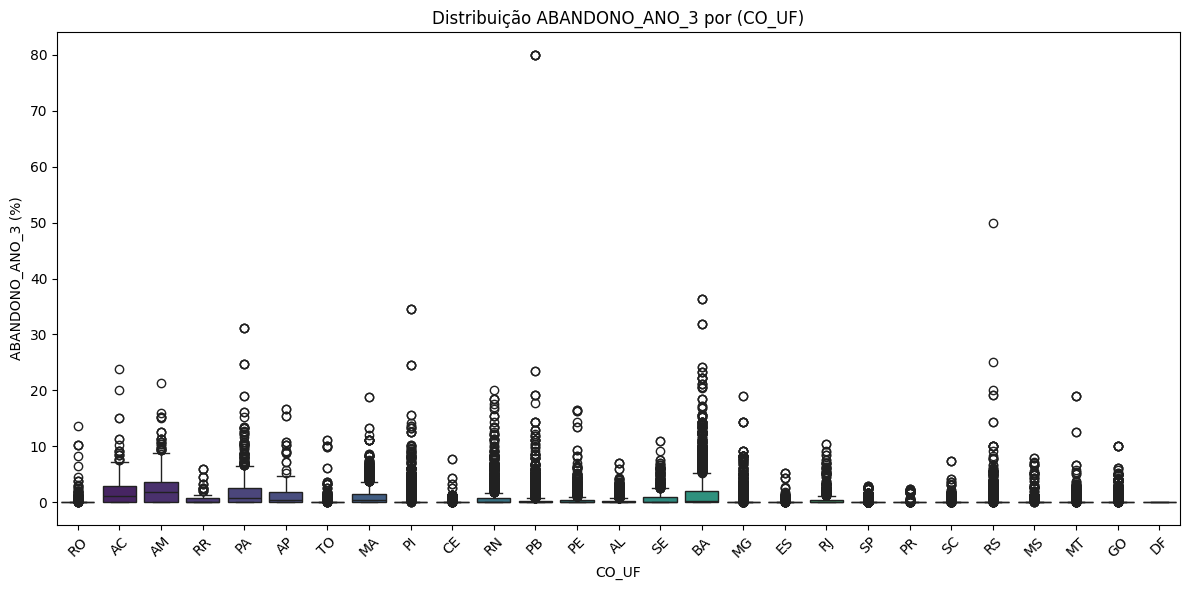 Distribuição ABANDONO_ANO_3 por (CO_UF)
ABANDONO_ANO_3 (%)
80
70
60
50
40
30
20
10
0
RO AC AM RR PA AP TO MA PI CE RN PB PE AL SE BA MG ES RJ SP PR SC RS MS MT GO DF
CO_UF